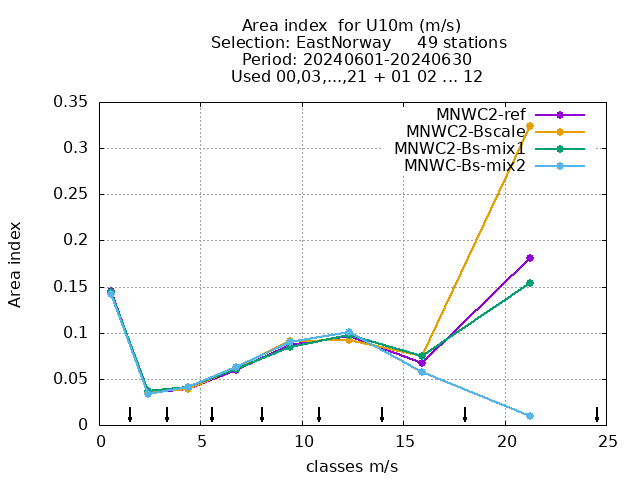 Area index  for U10m (m/s)
Selection: EastNorway     49 stations
Period: 20240601-20240630
Used 00,03,...,21 + 01 02 ... 12
MNWC2-ref
MNWC2-Bscale
MNWC2-Bs-mix1
MNWC-Bs-mix2
Area index
0.35
0.3
0.25
0.2
0.15
0.1
0.05
0
0 5 10 15 20 25
classes m/s